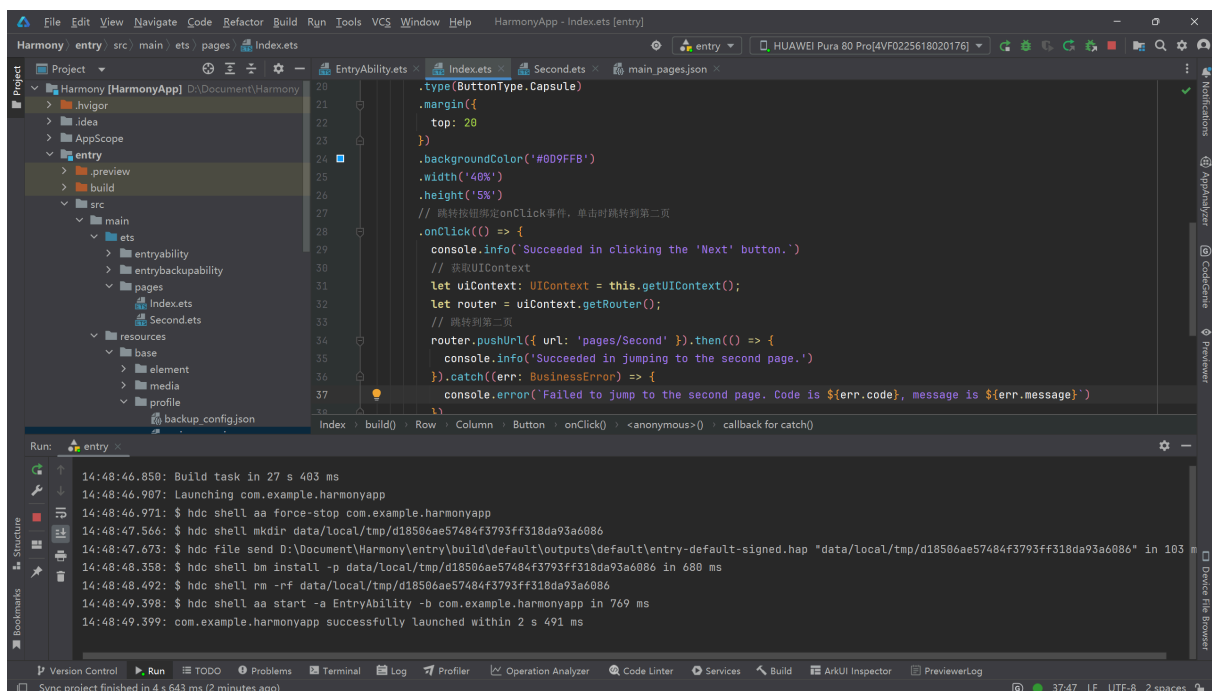 File Edit View Navigate Code Refactor Build Run Tools VCS Window Help HarmonyApp - Index.ets [entry]
Harmony entry src main ets pages Index.ets
entry
HUAWEI Pura 80 Pro[4VF0225618020176]
Project
Project
EntryAbility.ets
Index.ets
Second.ets
main_pages.json
Harmony [HarmonyApp] D:\Document\Harmony
.hvigor
.idea
AppScope
entry
.preview
build
src
main
ets
entryability
entrybackupability
pages
Index.ets
Second.ets
resources
base
element
media
profile
backup_config.json
20 .type(ButtonType.Capsule)
21 .margin({
22 top: 20
23 })
24 .backgroundColor('#0D9FFB')
25 .width('40%')
26 .height('5%')
27 // 跳转按钮绑定onClick事件，单击时跳转到第二页
28 .onClick(() => {
29 console.info(`Succeeded in clicking the 'Next' button.`)
30 // 获取UIContext
31 let uiContext: UIContext = this.getUIContext();
32 let router = uiContext.getRouter();
33 // 跳转到第二页
34 router.pushUrl({ url: 'pages/Second' }).then(() => {
35 console.info('Succeeded in jumping to the second page.')
36 }).catch((err: BusinessError) => {
37 console.error(`Failed to jump to the second page. Code is ${err.code}, message is ${err.message}`)
38 })
Index build() Row Column Button onClick() <anonymous>() callback for catch()
Notifications
AppAnalyzer
CodeGenie
Previewer
Device File Browser
Run: entry
14:48:46.850: Build task in 27 s 403 ms
14:48:46.907: Launching com.example.harmonyapp
14:48:46.971: $ hdc shell aa force-stop com.example.harmonyapp
14:48:47.566: $ hdc shell mkdir data/local/tmp/d18506ae57484f3793ff318da93a6086
14:48:47.673: $ hdc file send D:\Document\Harmony\entry\build\default\outputs\default\entry-default-signed.hap "data/local/tmp/d18506ae57484f3793ff318da93a6086" in 103 m
14:48:48.358: $ hdc shell bm install -p data/local/tmp/d18506ae57484f3793ff318da93a6086 in 680 ms
14:48:48.492: $ hdc shell rm -rf data/local/tmp/d18506ae57484f3793ff318da93a6086
14:48:49.398: $ hdc shell aa start -a EntryAbility -b com.example.harmonyapp in 769 ms
14:48:49.399: com.example.harmonyapp successfully launched within 2 s 491 ms
Structure
Bookmarks
Version Control Run TODO Problems Terminal Log Profiler Operation Analyzer Code Linter Services Build ArkUI Inspector PreviewerLog
Sync project finished in 4 s 643 ms (2 minutes ago)
37:47 LF UTF-8 2 spaces